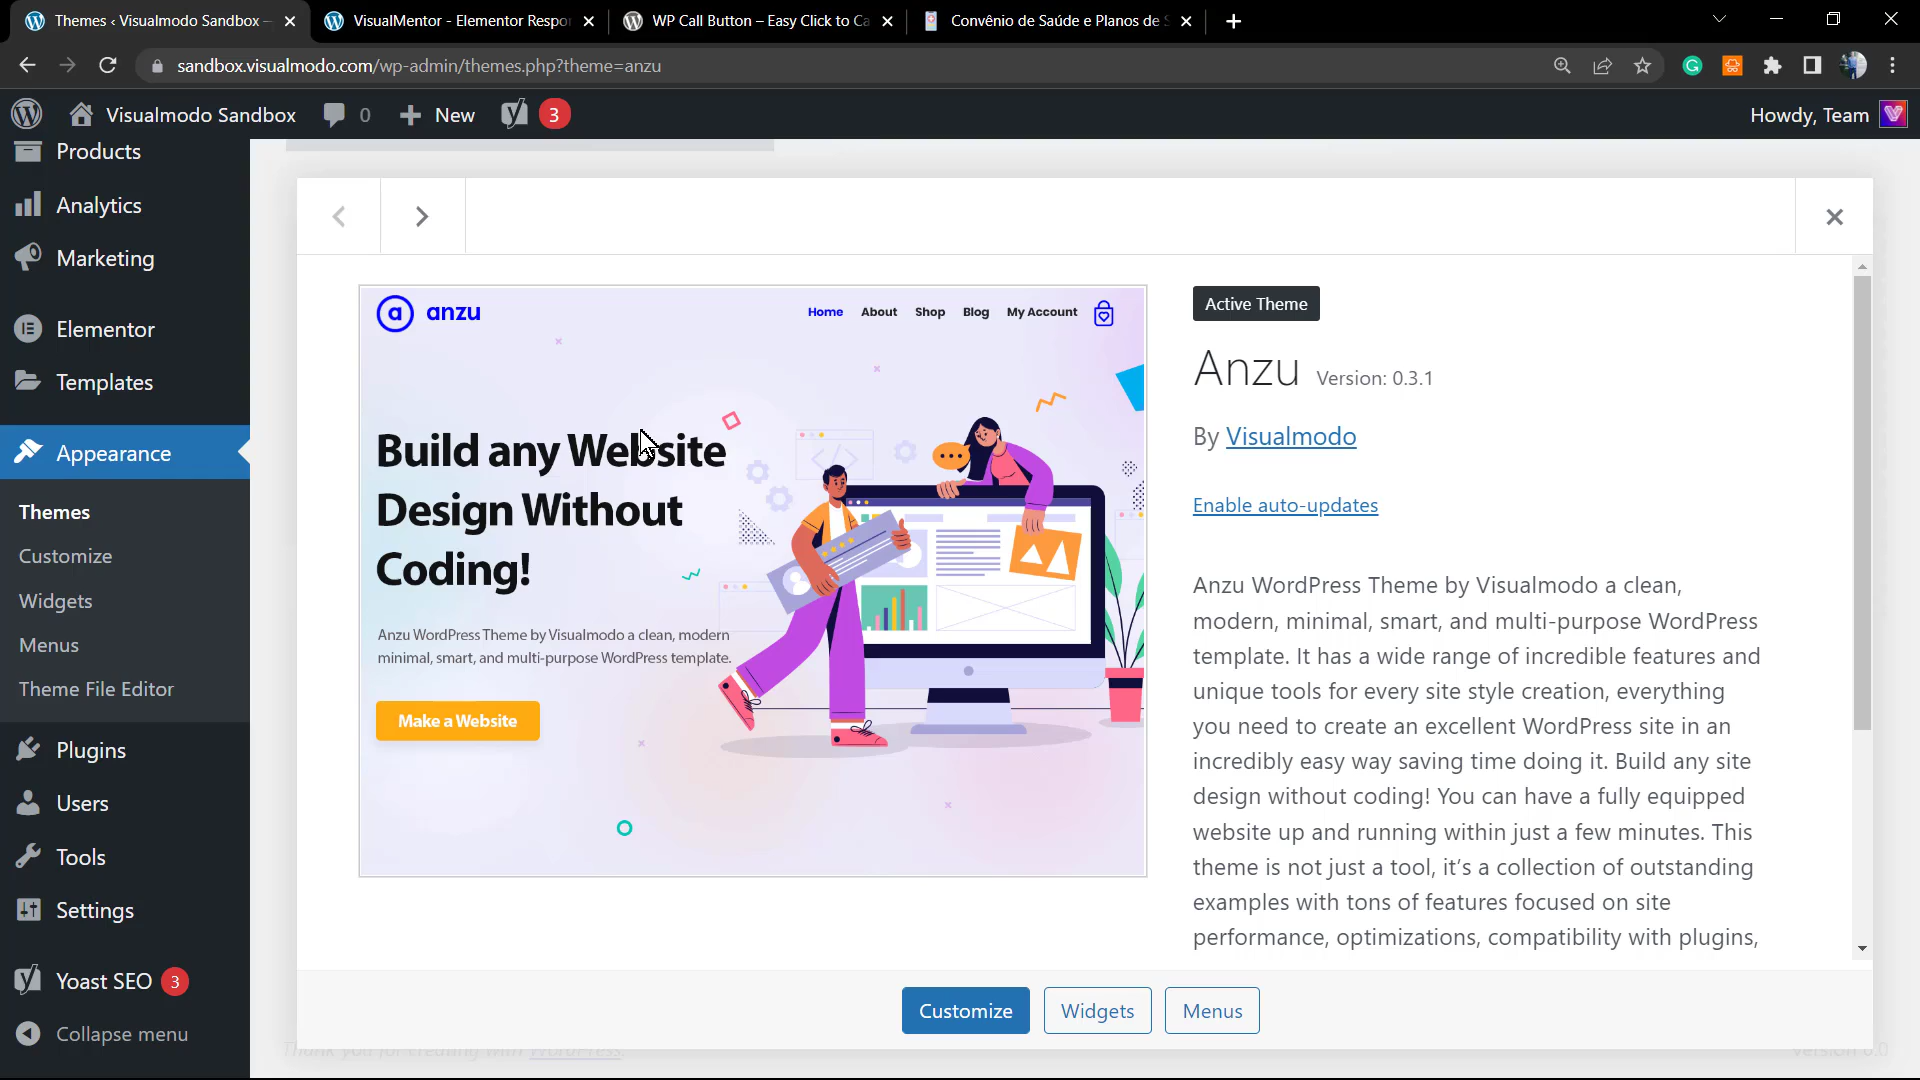 Themes ‹ Visualmodo Sandbox –
VisualMentor - Elementor Respo
WP Call Button – Easy Click to Ca
Convênio de Saúde e Planos de S
sandbox.visualmodo.com/wp-admin/themes.php?theme=anzu
Visualmodo Sandbox
0
New
3
Howdy, Team
Products
Analytics
Marketing
Elementor
Templates
Appearance
Themes
Customize
Widgets
Menus
Theme File Editor
Plugins
Users
Tools
Settings
Yoast SEO 3
Collapse menu
a anzu
Home About Shop Blog My Account
Build any Website
Design Without
Coding!
Anzu WordPress Theme by Visualmodo a clean, modern
minimal, smart, and multi-purpose WordPress template.
Make a Website
Active Theme
Anzu Version: 0.3.1
By Visualmodo
Enable auto-updates
Anzu WordPress Theme by Visualmodo a clean,
modern, minimal, smart, and multi-purpose WordPress
template. It has a wide range of incredible features and
unique tools for every site style creation, everything
you need to create an excellent WordPress site in an
incredibly easy way saving time doing it. Build any site
design without coding! You can have a fully equipped
website up and running within just a few minutes. This
theme is not just a tool, it’s a collection of outstanding
examples with tons of features focused on site
performance, optimizations, compatibility with plugins,
Customize
Widgets
Menus
Thank you for creating with WordPress.
Version 6.0